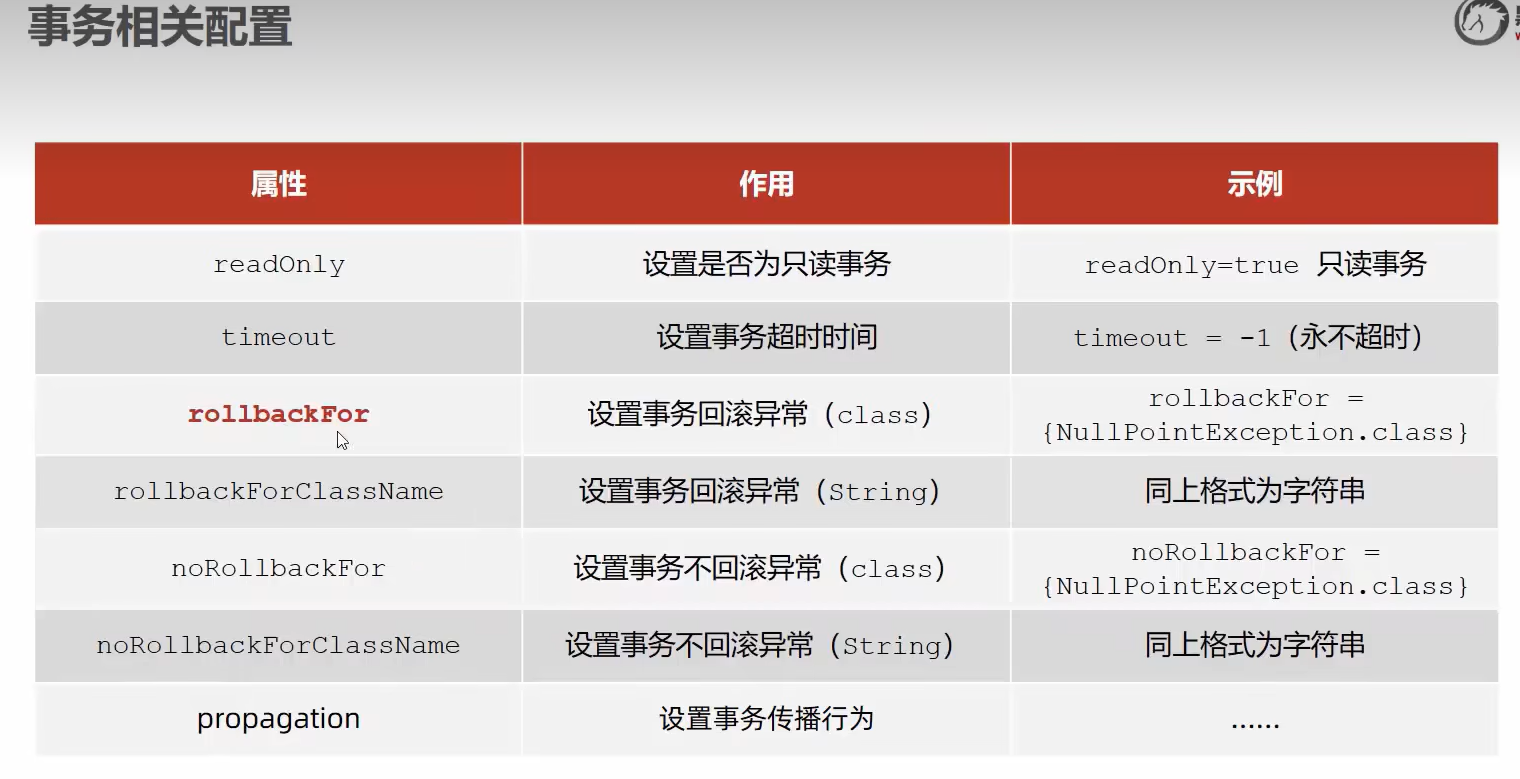 事务相关配置
属性 作用 示例
readOnly 设置是否为只读事务 readOnly=true 只读事务
timeout 设置事务超时时间 timeout = -1（永不超时）
rollbackFor 设置事务回滚异常（class） rollbackFor =
{NullPointException.class}
rollbackForClassName 设置事务回滚异常（String） 同上格式为字符串
noRollbackFor 设置事务不回滚异常（class） noRollbackFor =
{NullPointException.class}
noRollbackForClassName 设置事务不回滚异常（String） 同上格式为字符串
propagation 设置事务传播行为 ……